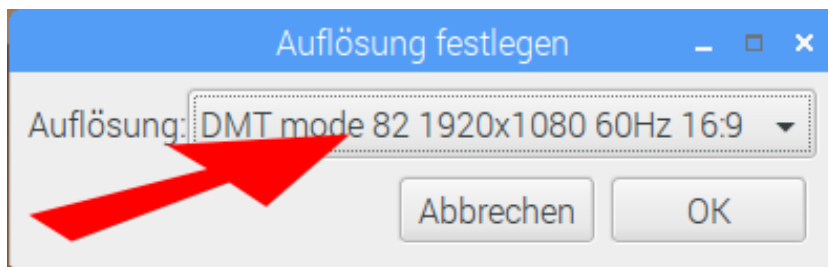 Auflösung festlegen
Auflösung: DMT mode 82 1920x1080 60Hz 16:9
Abbrechen OK